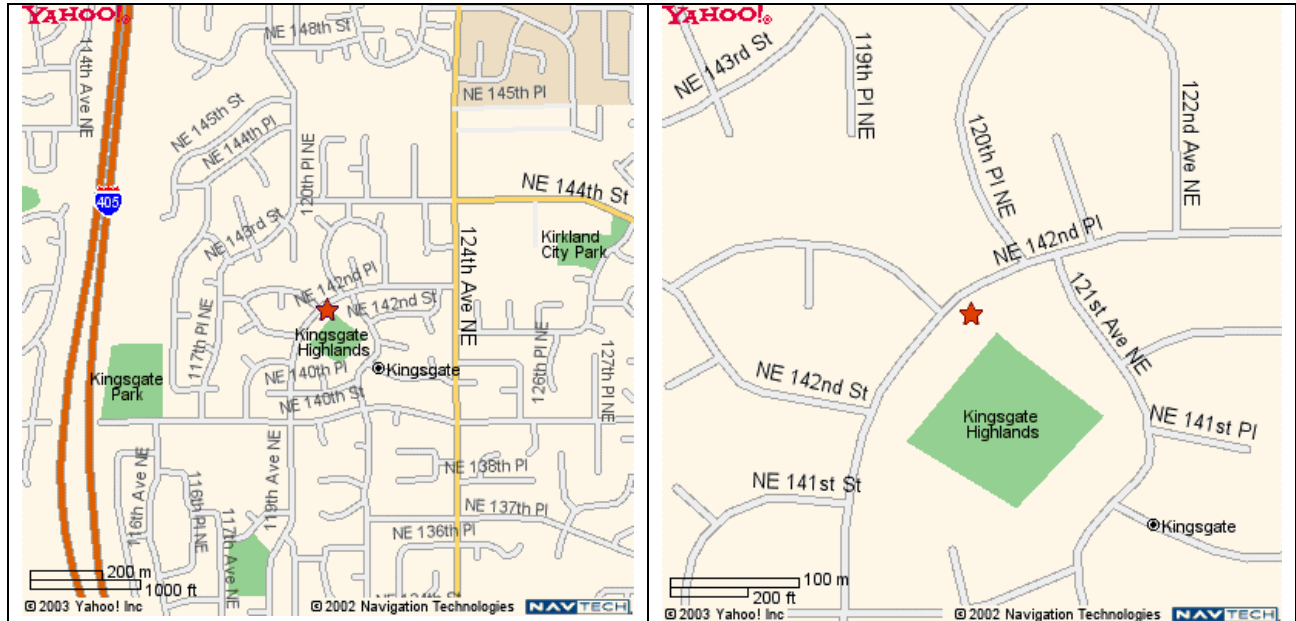 YAHOO!®
114th Ave NE
NE 148th St
NE 145th Pl
NE 145th St
NE 144th Pl
120th Pl NE
405
NE 144th St
NE 143rd St
124th Ave NE
Kirkland
City Park
NE 142nd Pl
NE 142nd St
117th Pl NE
Kingsgate
Highlands
Kingsgate
Park
NE 140th Pl
Kingsgate
126th Pl NE
127th Pl NE
NE 140th St
119th Ave NE
NE 138th Pl
116th Ave NE
116th Pl NE
117th Ave NE
NE 137th Pl
NE 136th Pl
200 m
1000 ft
© 2003 Yahoo! Inc
© 2002 Navigation Technologies
NAVTECH
YAHOO!®
NE 143rd St
119th Pl NE
120th Pl NE
122nd Ave NE
NE 142nd Pl
121st Ave NE
NE 142nd St
Kingsgate
Highlands
NE 141st Pl
NE 141st St
Kingsgate
100 m
200 ft
© 2003 Yahoo! Inc
© 2002 Navigation Technologies
NAVTECH